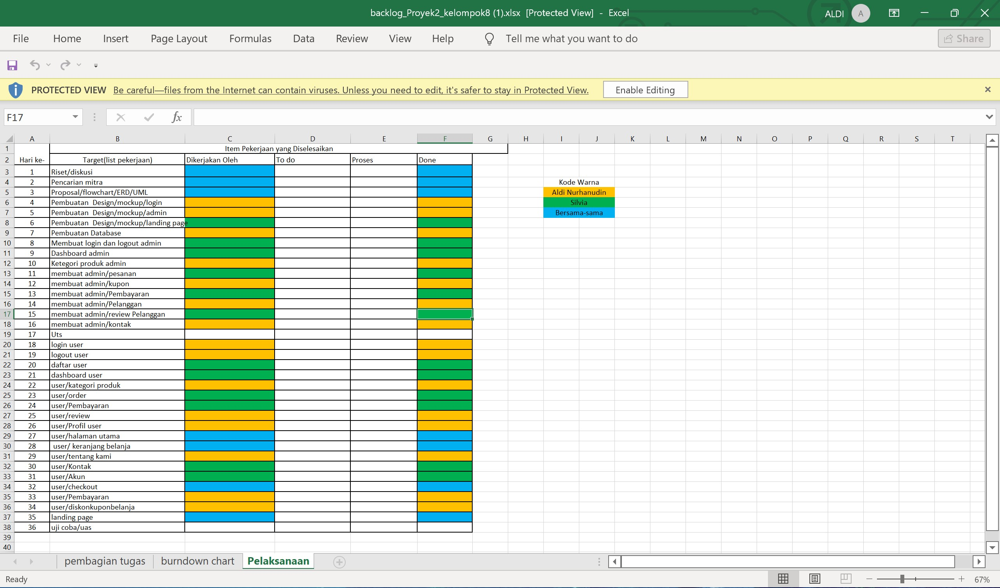 backlog_Proyek2_kelompok8 (1).xlsx [Protected View] - Excel
ALDI A
File Home Insert Page Layout Formulas Data Review View Help Tell me what you want to do Share
PROTECTED VIEW Be careful—files from the Internet can contain viruses. Unless you need to edit, it's safer to stay in Protected View. Enable Editing
F17 fx
A B C D E F G H I J K L M N O P Q R S T
1 Item Pekerjaan yang Diselesaikan
2 Hari ke- Target(list pekerjaan) Dikerjakan Oleh To do Proses Done
3 1 Riset/diskusi
4 2 Pencarian mitra Kode Warna
5 3 Proposal/flowchart/ERD/UML Aldi Nurhanudin
6 4 Pembuatan Design/mockup/login Silvia
7 5 Pembuatan Design/mockup/admin Bersama-sama
8 6 Pembuatan Design/mockup/landing page
9 7 Pembuatan Database
10 8 Membuat login dan logout admin
11 9 Dashboard admin
12 10 Ketegori produk admin
13 11 membuat admin/pesanan
14 12 membuat admin/kupon
15 13 membuat admin/Pembayaran
16 14 membuat admin/Pelanggan
17 15 membuat admin/review Pelanggan
18 16 membuat admin/kontak
19 17 Uts
20 18 login user
21 19 logout user
22 20 daftar user
23 21 dashboard user
24 22 user/kategori produk
25 23 user/order
26 24 user/Pembayaran
27 25 user/review
28 26 user/Profil user
29 27 user/halaman utama
30 28 user/ keranjang belanja
31 29 user/tentang kami
32 30 user/Kontak
33 31 user/Akun
34 32 user/checkout
35 33 user/Pembayaran
36 34 user/diskonkuponbelanja
37 35 landing page
38 36 uji coba/uas
39
40
pembagian tugas burndown chart Pelaksanaan
Ready 67%